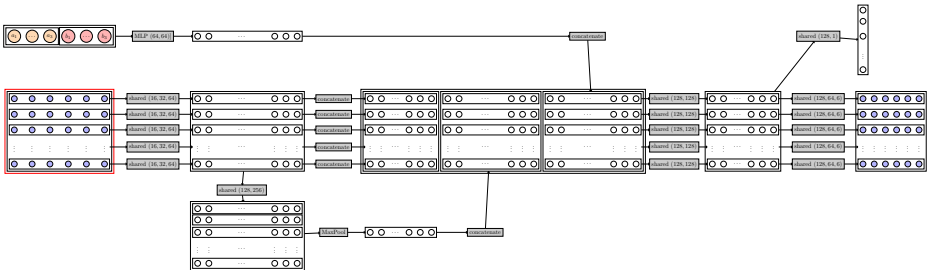 MLP (64, 64)]
concatenate
shared (128, 1)
shared (16, 32, 64)
concatenate
shared (128, 128)
shared (128, 64, 6)
shared (16, 32, 64)
concatenate
shared (128, 128)
shared (128, 64, 6)
shared (16, 32, 64)
concatenate
shared (128, 128)
shared (128, 64, 6)
shared (16, 32, 64)
concatenate
shared (128, 128)
shared (128, 64, 6)
shared (16, 32, 64)
concatenate
shared (128, 128)
shared (128, 64, 6)
shared (128, 256)
MaxPool
concatenate